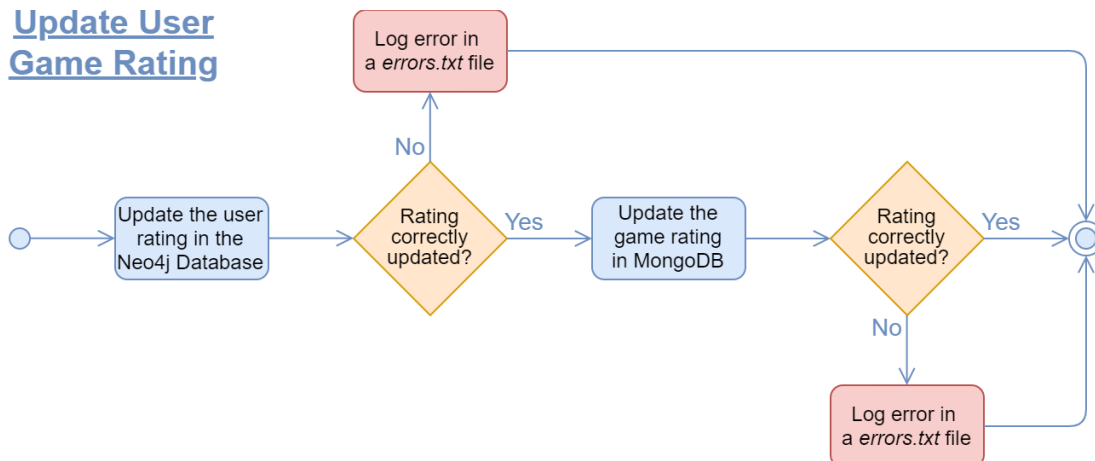 Update User
Game Rating
Log error in
a errors.txt file
No
Update the user
rating in the
Neo4j Database
Rating
correctly
updated?
Yes
Update the
game rating
in MongoDB
Rating
correctly
updated?
Yes
No
Log error in
a errors.txt file